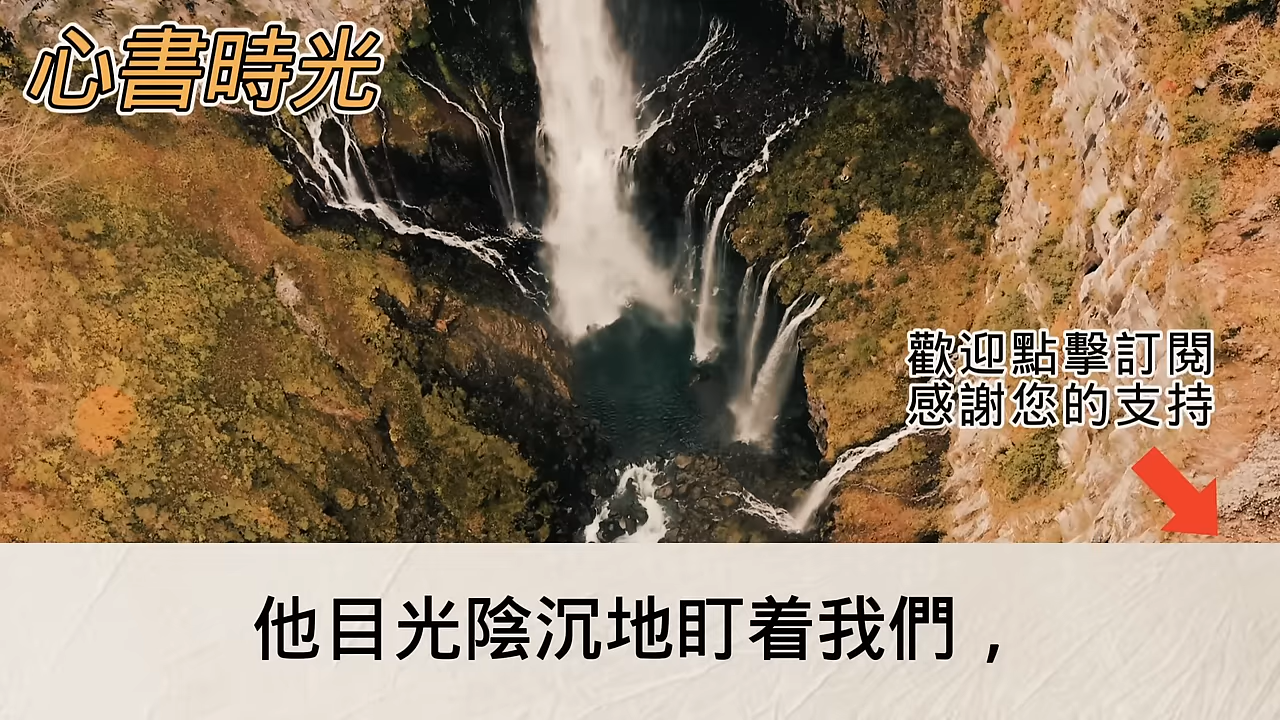 心書時光
歡迎點擊訂閱
感謝您的支持
他目光陰沉地盯着我們，